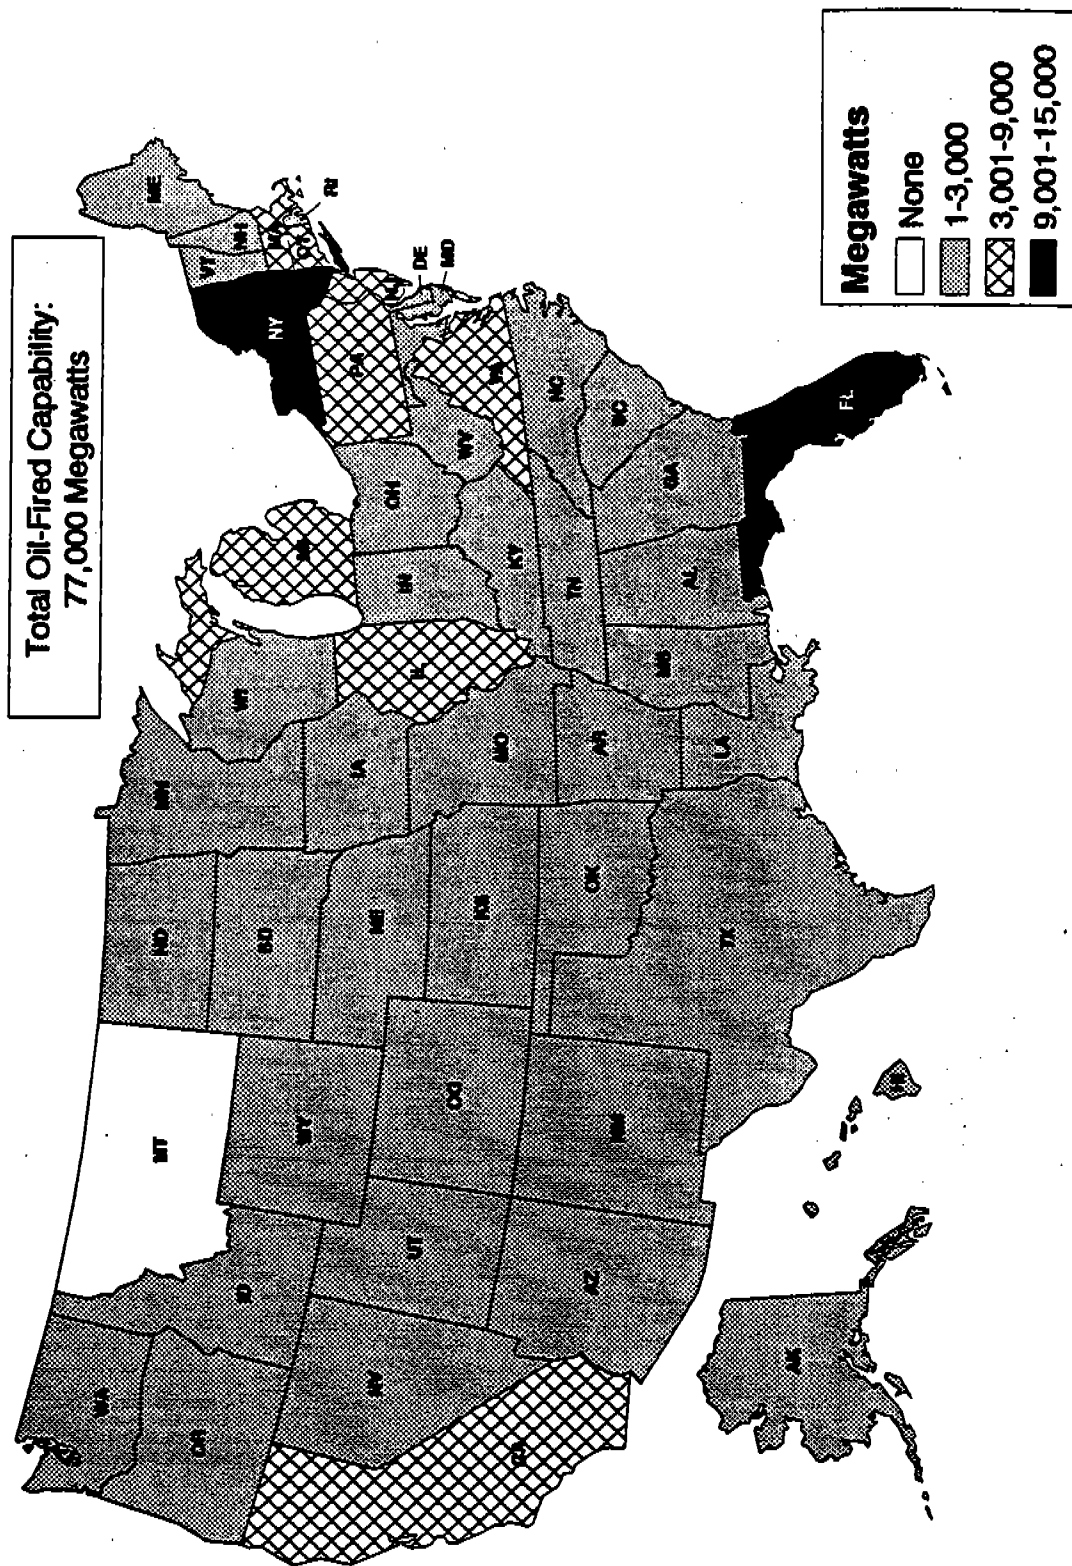 Total Oil-Fired Capability:
77,000 Megawatts
WA
OR
ID
MT
WY
NV
UT
CO
AZ
NM
ND
SD
NE
KS
OK
TX
MN
IA
MO
AR
LA
WI
IL
IN
OH
KY
TN
MS
AL
GA
FL
SC
NC
VA
WV
PA
NY
VT
NH
ME
MA
RI
NJ
DE
MD
AK
HI
Megawatts
None
1-3,000
3,001-9,000
9,001-15,000